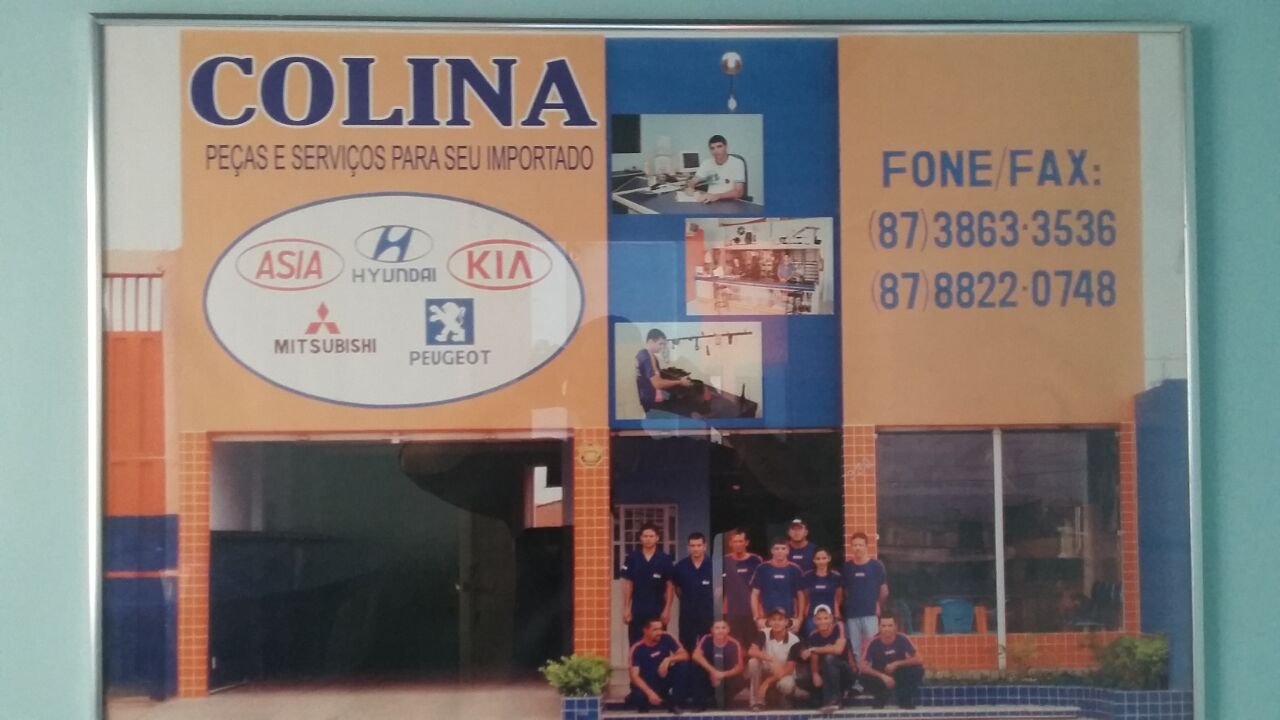 COLINA
PEÇAS E SERVIÇOS PARA SEU IMPORTADO
ASIA
HYUNDAI
KIA
MITSUBISHI
PEUGEOT
FONE/FAX:
(87)3863-3536
(87)8822-0748